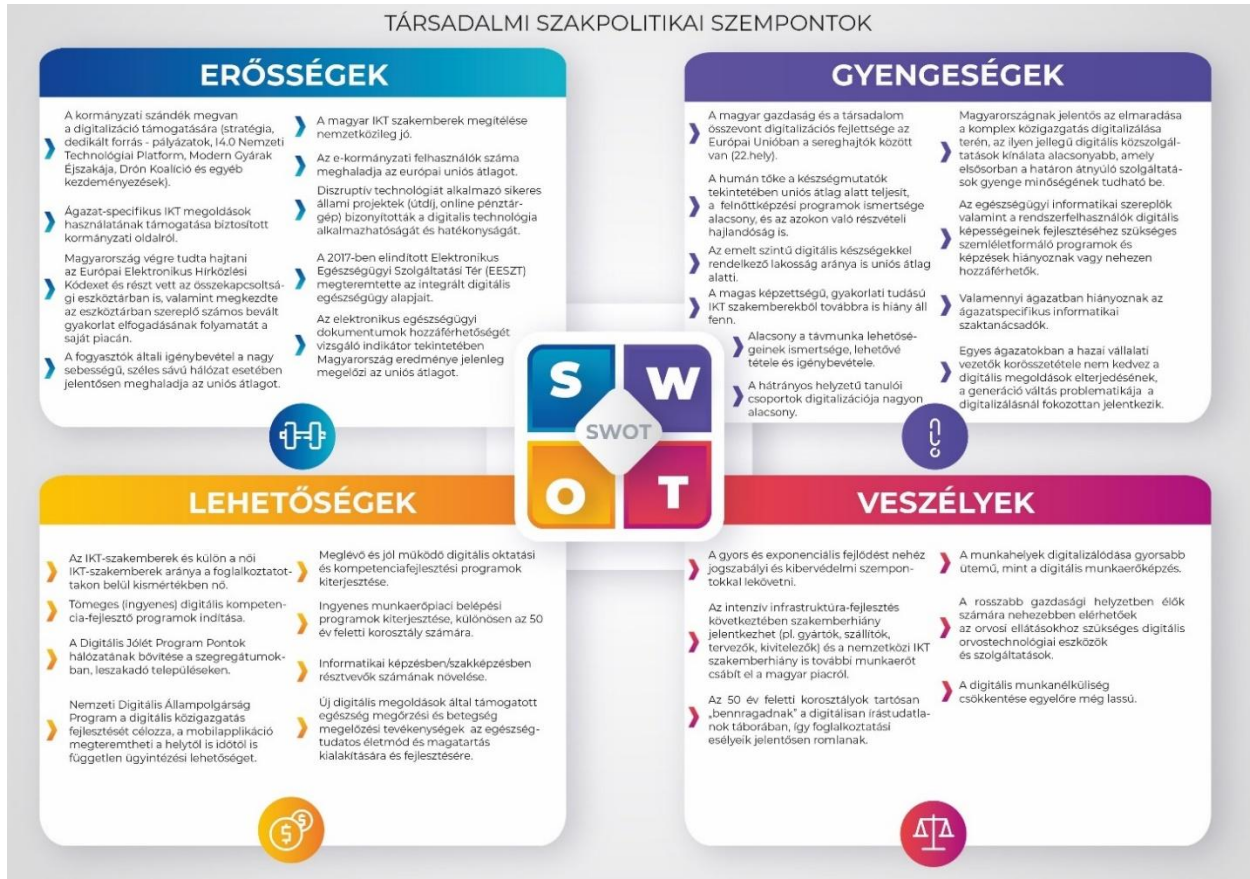 TÁRSADALMI SZAKPOLITIKAI SZEMPONTOK
ERŐSSÉGEK
A kormányzati szándék megvan
a digitalizáció támogatására (stratégia,
dedikált forrás - pályázatok, I4.0 Nemzeti
Technológiai Platform, Modern Gyárak
Éjszakája, Drón Koalíció és egyéb
kezdeményezések).
Ágazat-specifikus IKT megoldások
használatának támogatása biztosított
kormányzati oldalról.
Magyarország végre tudta hajtani
az Európai Elektronikus Hírközlési
Kódexet és részt vett az összekapcsoltsá-
gi eszköztárban is, valamint megkezdte
az eszköztárban szereplő számos bevált
gyakorlat elfogadásának folyamatát a
saját piacán.
A fogyasztók általi igénybevétel a nagy
sebességű, széles sávú hálózat esetében
jelentősen meghaladja az uniós átlagot.
A magyar IKT szakemberek megítélése
nemzetközileg jó.
Az e-kormányzati felhasználók száma
meghaladja az európai uniós átlagot.
Diszruptív technológiát alkalmazó sikeres
állami projektek (útdíj, online pénztár-
gép) bizonyították a digitalis technológia
alkalmazhatóságát és hatékonyságát.
A 2017-ben elindított Elektronikus
Egészségügyi Szolgáltatási Tér (EESZT)
megteremtette az integrált digitális
egészségügy alapjait.
Az elektronikus egészségügyi
dokumentumok hozzáférhetőségét
vizsgáló indikátor tekintetében
Magyarország eredménye jelenleg
megelőzi az uniós átlagot.
GYENGESÉGEK
A magyar gazdaság és a társadalom
összevont digitalizációs fejlettsége az
Európai Unióban a sereghajtók között
van (22.hely).
A humán tőke a készségmutatók
tekintetében uniós átlag alatt teljesít,
a felnőttképzési programok ismertsége
alacsony, és az azokon való részvételi
hajlandóság is.
Az emelt szintű digitális készségekkel
rendelkező lakosság aránya is uniós átlag
alatti.
A magas képzettségű, gyakorlati tudású
IKT szakemberekből továbbra is hiány áll
fenn.
Alacsony a távmunka lehetősé-
geinek ismertsége, lehetővé
tétele és igénybevétele.
A hátrányos helyzetű tanulói
csoportok digitalizációja nagyon
alacsony.
Magyarországnak jelentős az elmaradása
a komplex közigazgatás digitalizálása
terén, az ilyen jellegű digitális közszolgál-
tatások kínálata alacsonyabb, amely
elsősorban a határon átnyúló szolgáltatá-
sok gyenge minőségének tudható be.
Az egészségügyi informatikai szereplők
valamint a rendszerfelhasználók digitális
képességeinek fejlesztéséhez szükséges
szemléletformáló programok és
képzések hiányoznak vagy nehezen
hozzáférhetők.
Valamennyi ágazatban hiányoznak az
ágazatspecifikus informatikai
szaktanácsadók.
Egyes ágazatokban a hazai vállalati
vezetők korösszetétele nem kedvez a
digitális megoldások elterjedésének,
a generáció váltás problematikája a
digitalizálásnál fokozottan jelentkezik.
S
W
SWOT
O
T
LEHETŐSÉGEK
Az IKT-szakemberek és külön a női
IKT-szakemberek aránya a foglalkoztatot-
takon belül kismértékben nő.
Tömeges (ingyenes) digitális kompeten-
cia-fejlesztő programok indítása.
A Digitális Jólét Program Pontok
hálózatának bővítése a szegregátumok-
ban, leszakadó településeken.
Nemzeti Digitális Állampolgárság
Program a digitális közigazgatás
fejlesztését célozza, a mobilapplikáció
megteremtheti a helytől is időtől is
független ügyintézési lehetőséget.
Meglévő és jól működő digitális oktatási
és kompetenciafejlesztési programok
kiterjesztése.
Ingyenes munkaerőpiaci belépési
programok kiterjesztése, különösen az 50
év feletti korosztály számára.
Informatikai képzésben/szakképzésben
résztvevők számának növelése.
Új digitális megoldások által támogatott
egészség megőrzési és betegség
megelőzési tevékenységek az egészség-
tudatos életmód és magatartás
kialakítására és fejlesztésére.
VESZÉLYEK
A gyors és exponenciális fejlődést nehéz
jogszabályi és kibervédelmi szempon-
tokkal lekövetni.
Az intenzív infrastruktúra-fejlesztés
következtében szakemberhiány
jelentkezhet (pl. gyártók, szállítók,
tervezők, kivitelezők) és a nemzetközi IKT
szakemberhiány is további munkaerőt
csábít el a magyar piacról.
Az 50 év feletti korosztályok tartósan
„bennragadnak” a digitálisan írástudatla-
nok táborában, így foglalkoztatási
esélyeik jelentősen romlanak.
A munkahelyek digitalizálódása gyorsabb
ütemű, mint a digitális munkaerőképzés.
A rosszabb gazdasági helyzetben élők
számára nehezebben elérhetőek
az orvosi ellátásokhoz szükséges digitális
orvostechnológiai eszközök
és szolgáltatások.
A digitális munkanélküliség
csökkentése egyelőre még lassú.